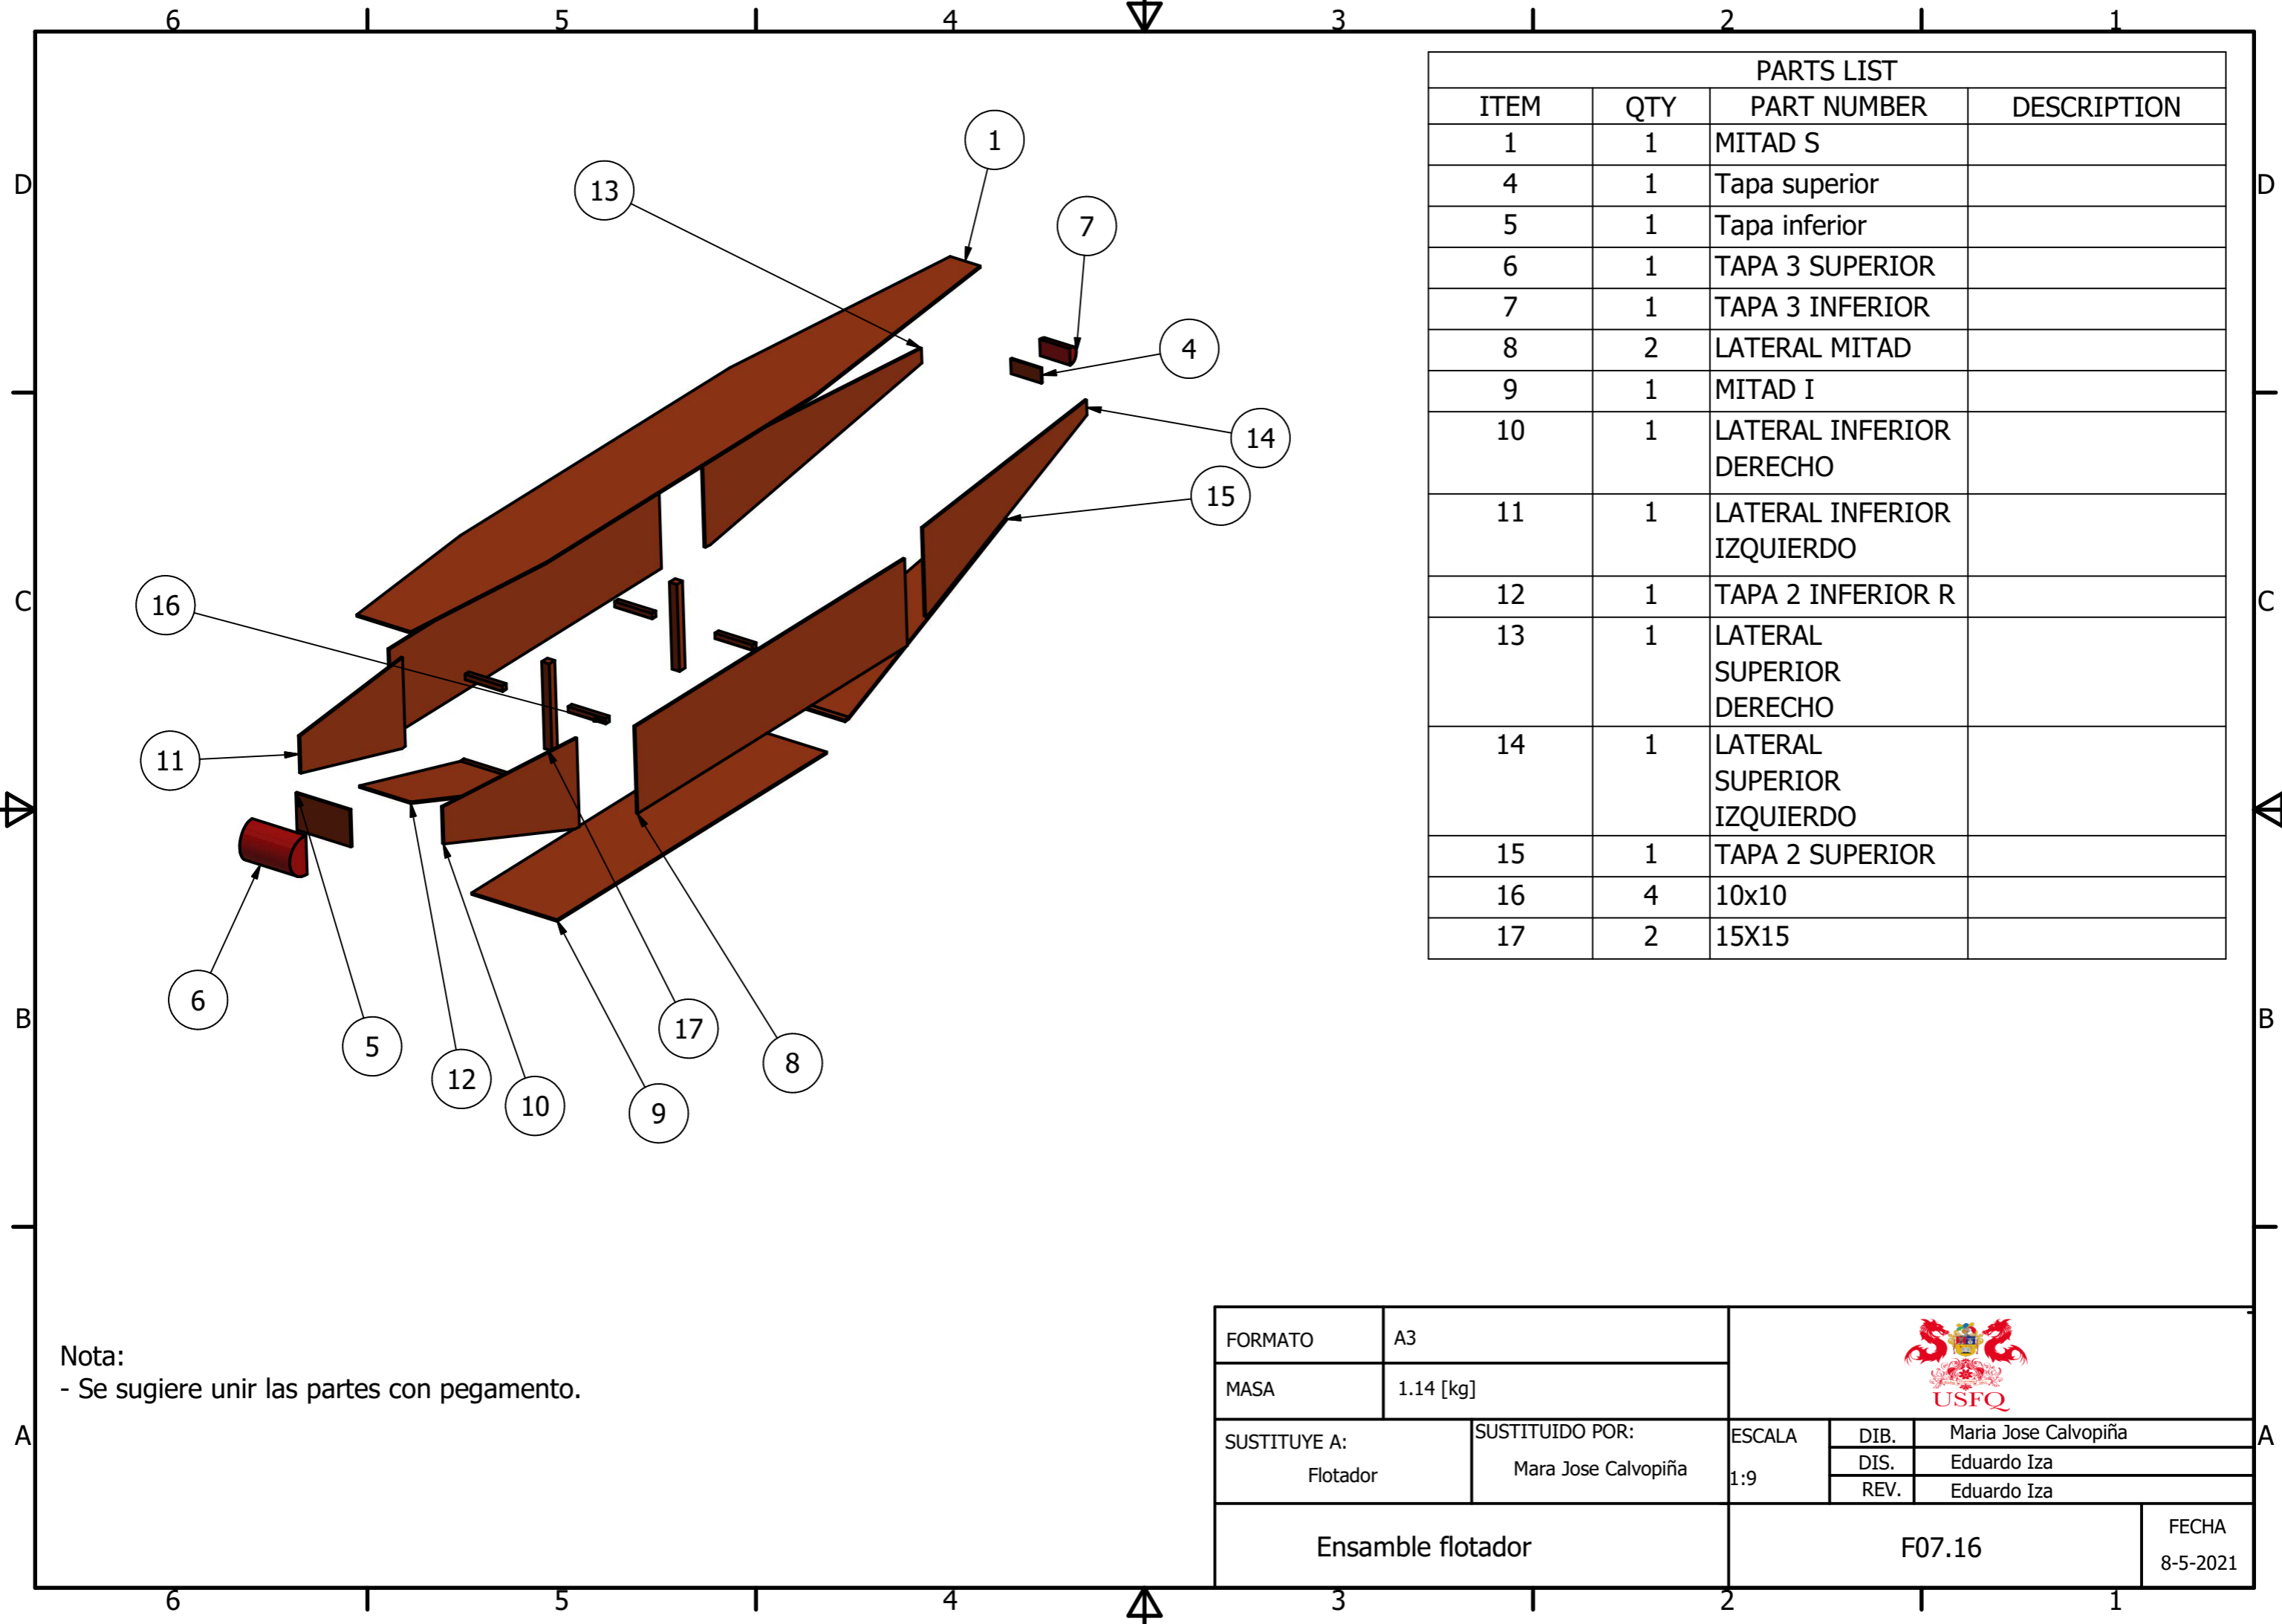 6 5 4 3 2 1
PARTS LIST
ITEM QTY PART NUMBER DESCRIPTION
1 1 MITAD S
4 1 Tapa superior
5 1 Tapa inferior
6 1 TAPA 3 SUPERIOR
7 1 TAPA 3 INFERIOR
8 2 LATERAL MITAD
9 1 MITAD I
10 1 LATERAL INFERIOR
DERECHO
11 1 LATERAL INFERIOR
IZQUIERDO
12 1 TAPA 2 INFERIOR R
13 1 LATERAL
SUPERIOR
DERECHO
14 1 LATERAL
SUPERIOR
IZQUIERDO
15 1 TAPA 2 SUPERIOR
16 4 10x10
17 2 15X15
D D
C C
B B
A A
1
13
7
4
14
15
16
11
6
5
12
10
9
17
8
Nota:
- Se sugiere unir las partes con pegamento.
FORMATO A3
MASA 1.14 [kg]
USFQ
SUSTITUYE A:
Flotador
SUSTITUIDO POR:
Mara Jose Calvopiña
ESCALA
1:9
DIB. Maria Jose Calvopiña
DIS. Eduardo Iza
REV. Eduardo Iza
Ensamble flotador
F07.16
FECHA
8-5-2021
6 5 4 3 2 1